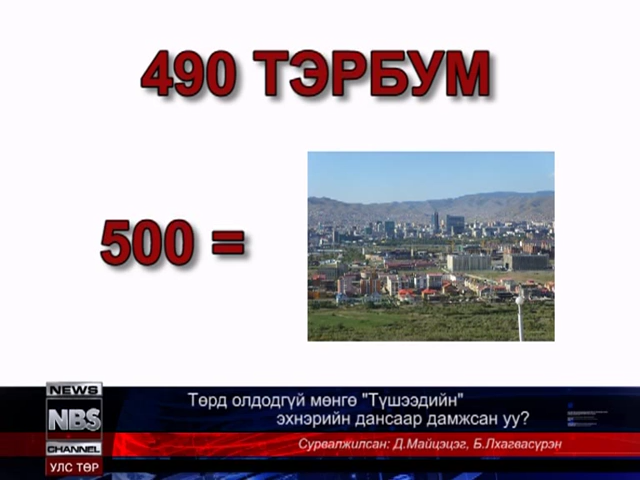 490 ТЭРБУМ
500 =
Төрд олдодгүй мөнгө "Түшээдийн"
эхнэрийн дансаар дамжсан уу?
Сурвалжилсан: Д.Майцэцэг, Б.Лхагвасүрэн
NEWS
NBS
CHANNEL
УЛС ТӨР